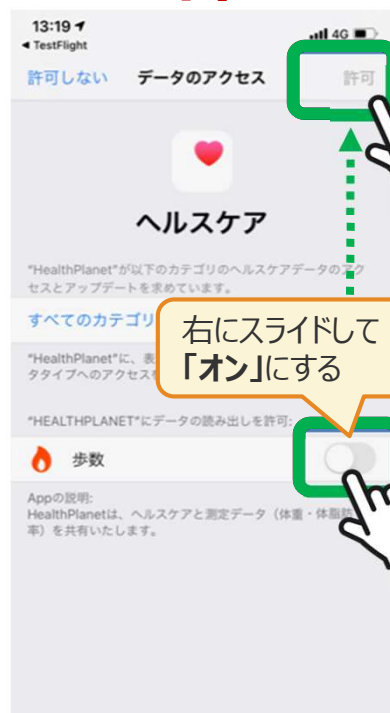 13:19
4G
◀ TestFlight
許可しない データのアクセス 許可
ヘルスケア
"HealthPlanet"が以下のカテゴリのヘルスケアデータのアク
セスとアップデートを求めています。
すべてのカテゴリ
右にスライドして
「オン」にする
"HealthPlanet"に、表
タタイプへのアクセスを
"HEALTHPLANET"にデータの読み出しを許可:
歩数
Appの説明:
HealthPlanetは、ヘルスケアと測定データ（体重・体脂肪
率）を共有いたします。